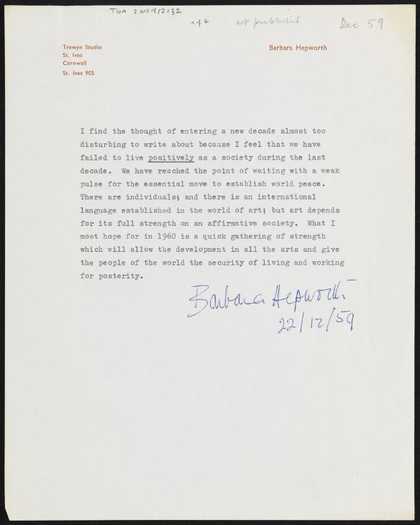 Dec 59
Trewyn Studio
St. Ives
Cornwall
St. Ives 905
Barbara Hepworth
I find the thought of entering a new decade almost too
disturbing to write about because I feel that we have
failed to live positively as a society during the last
decade. We have reached the point of waiting with a weak
pulse for the essential move to establish world peace.
There are individuals; and there is an international
language established in the world of art; but art depends
for its full strength on an affirmative society. What I
most hope for in 1960 is a quick gathering of strength
which will allow the development in all the arts and give
the people of the world the security of living and working
for posterity.
Barbara Hepworth
22/12/59